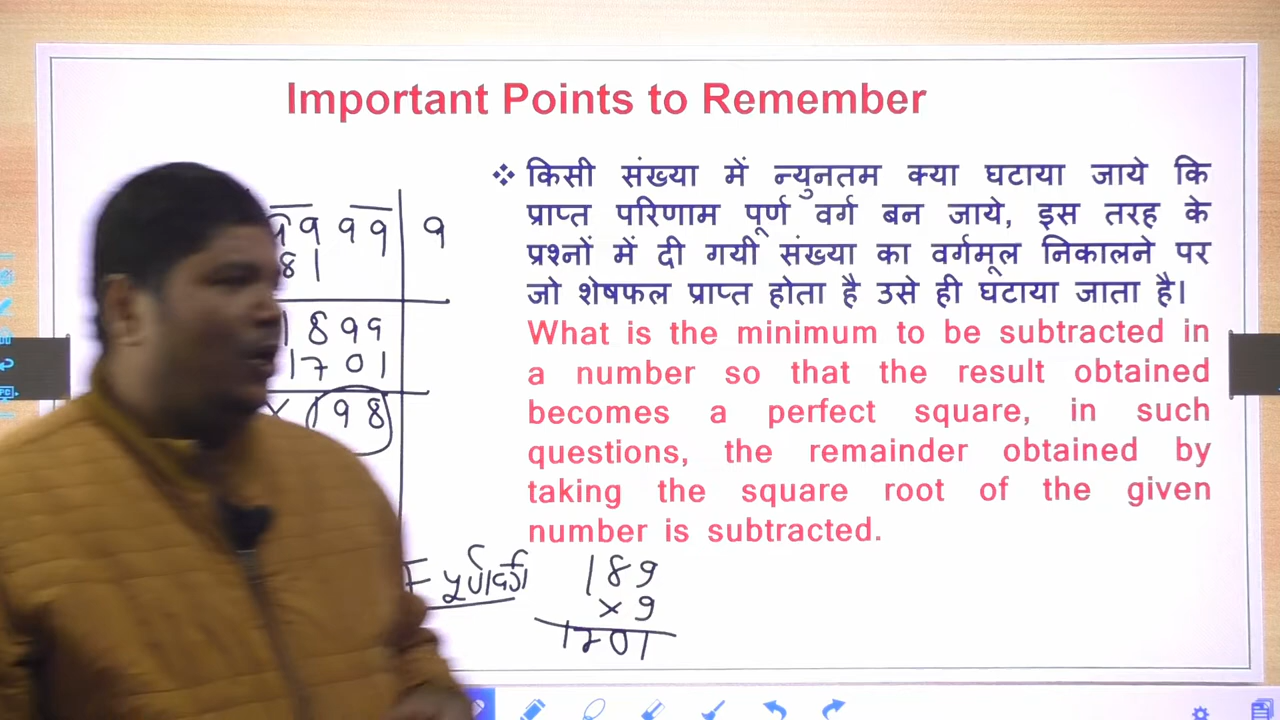 Important Points to Remember
❖ किसी संख्या में न्युनतम क्या घटाया जाये कि
प्राप्त परिणाम पूर्ण वर्ग बन जाये, इस तरह के
प्रश्नों में दी गयी संख्या का वर्गमूल निकालने पर
जो शेषफल प्राप्त होता है उसे ही घटाया जाता है।
What is the minimum to be subtracted in
a number so that the result obtained
becomes a perfect square, in such
questions, the remainder obtained by
taking the square root of the given
number is subtracted.
99 99 9
81
1899
1701
× 198
पूर्णवर्ग
189
× 9
1701